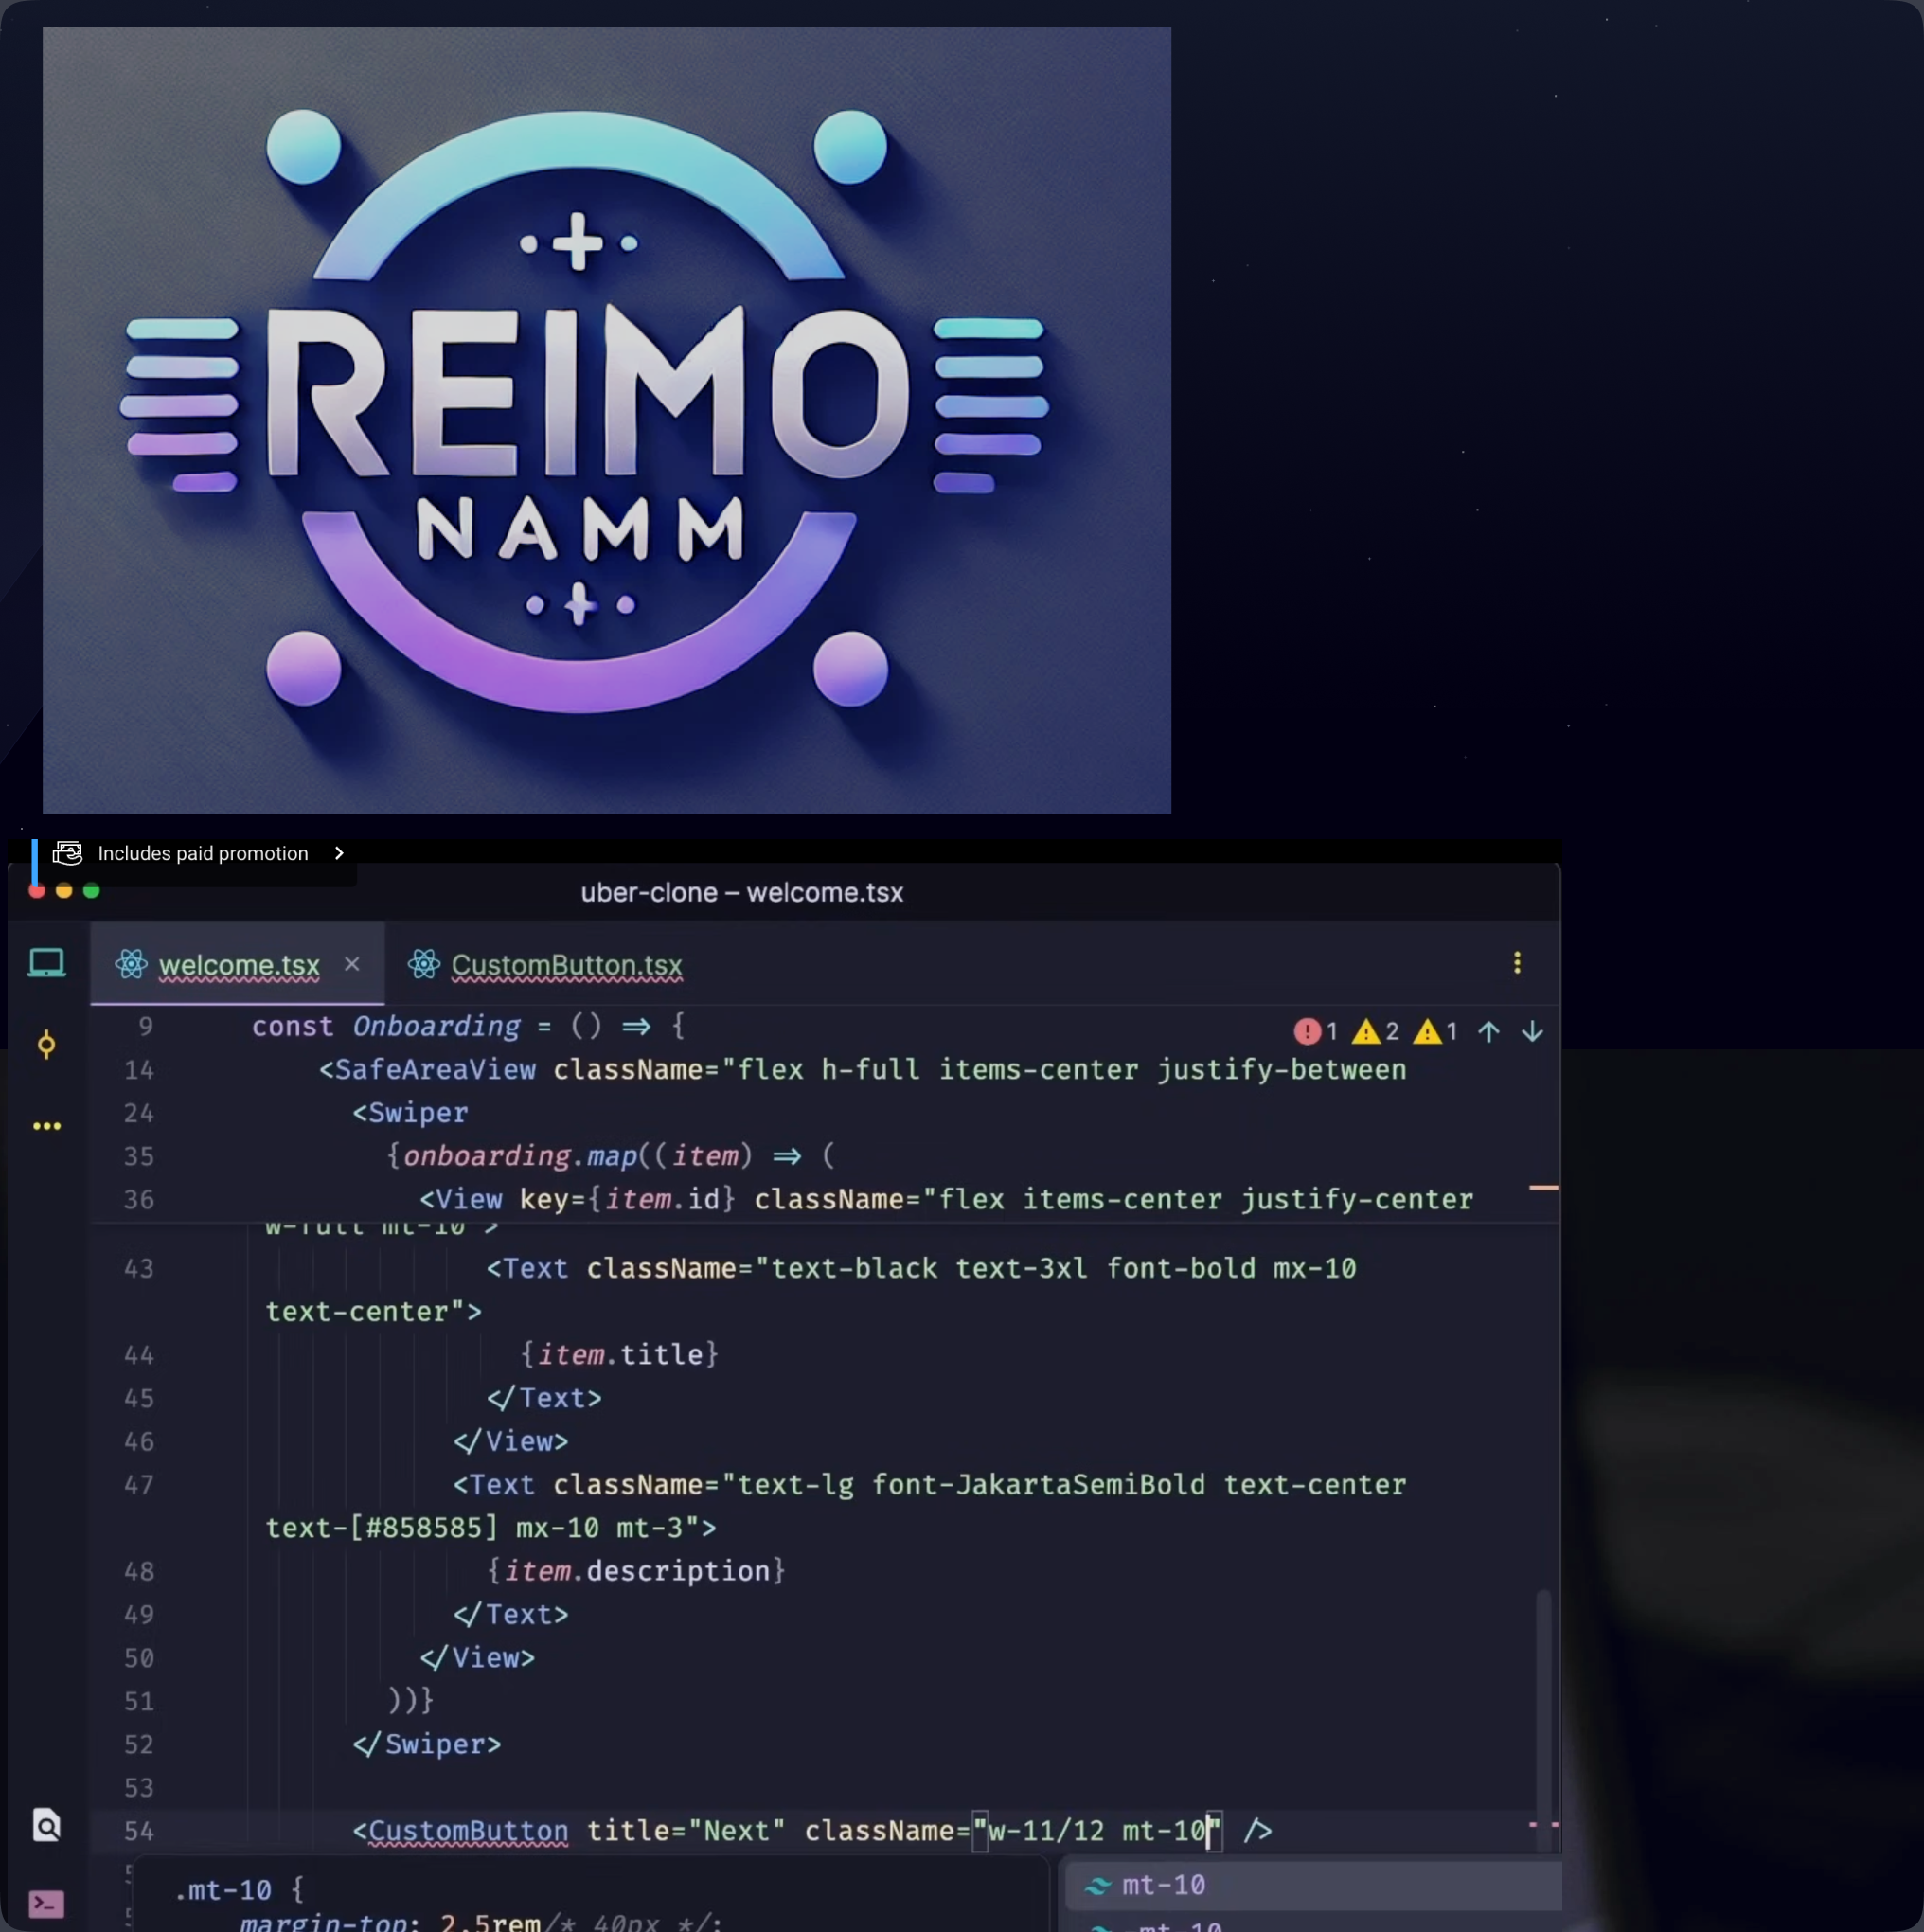 REIMO
NAMM
Includes paid promotion
uber-clone – welcome.tsx
welcome.tsx
CustomButton.tsx
9 const Onboarding = () ⇒ {
1 2 1
14 <SafeAreaView className="flex h-full items-center justify-between
24 <Swiper
35 {onboarding.map((item) ⇒ (
36 <View key={item.id} className="flex items-center justify-center
w-full mt-10">
43 <Text className="text-black text-3xl font-bold mx-10
text-center">
44 {item.title}
45 </Text>
46 </View>
47 <Text className="text-lg font-JakartaSemiBold text-center
text-[#858585] mx-10 mt-3">
48 {item.description}
49 </Text>
50 </View>
51 ))}
52 </Swiper>
53
54 <CustomButton title="Next" className="w-11/12 mt-10" />
.mt-10 {
margin-top: 2.5rem/* 40px */;
mt-10
-mt-10